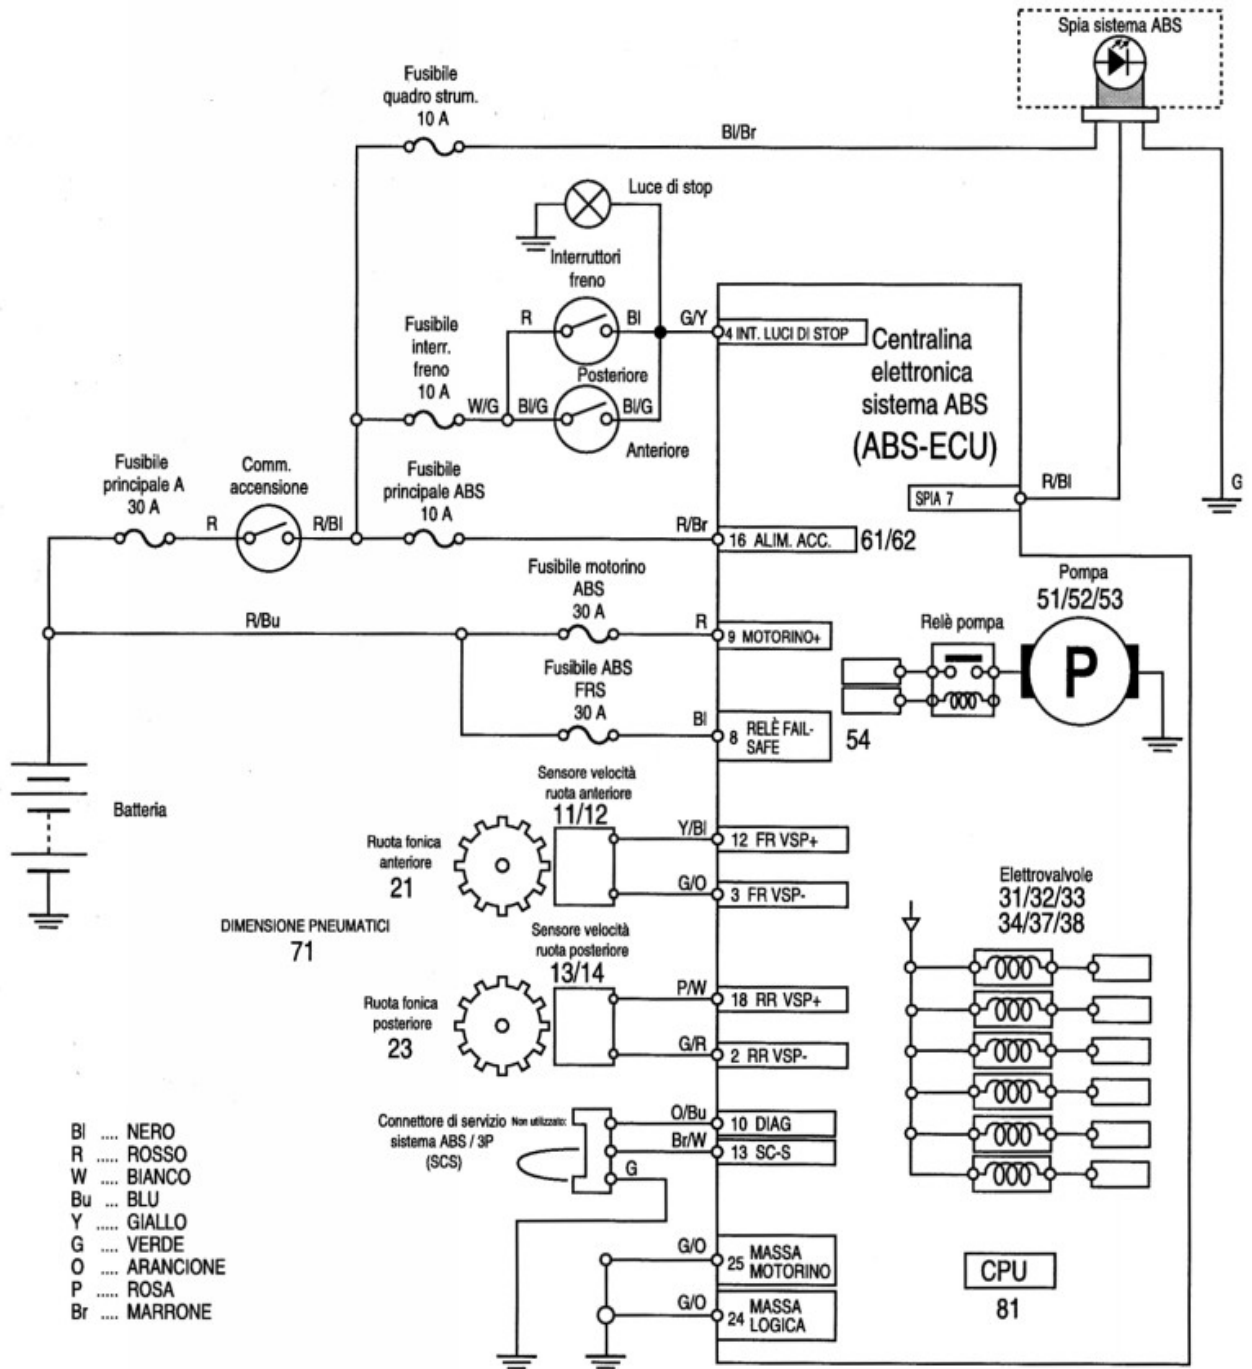 Spia sistema ABS
Fusibile
quadro strum.
10 A
Bl/Br
Luce di stop
Interruttori
freno
R
Bl
G/Y
4 INT. LUCI DI STOP
Fusibile
interr.
freno
10 A
Posteriore
W/G
Bl/G
Bl/G
Anteriore
Centralina
elettronica
sistema ABS
(ABS-ECU)
SPIA 7
R/Bl
G
Fusibile
principale A
30 A
R
Comm.
accensione
R/Bl
Fusibile
principale ABS
10 A
R/Br
16 ALIM. ACC.
61/62
Fusibile motorino
ABS
30 A
R/Bu
R
9 MOTORINO+
Fusibile ABS
FRS
30 A
Bl
8 RELÈ FAIL-
SAFE
Pompa
51/52/53
Relè pompa
P
54
Batteria
Sensore velocità
ruota anteriore
11/12
Ruota fonica
anteriore
21
Y/Bl
12 FR VSP+
G/O
3 FR VSP-
DIMENSIONE PNEUMATICI
71
Sensore velocità
ruota posteriore
13/14
Ruota fonica
posteriore
23
P/W
18 RR VSP+
G/R
2 RR VSP-
Elettrovalvole
31/32/33
34/37/38
Connettore di servizio Non utilizzato:
sistema ABS / 3P
(SCS)
O/Bu
10 DIAG
Br/W
13 SC-S
G
G/O
25 MASSA
MOTORINO
G/O
24 MASSA
LOGICA
CPU
81
Bl .... NERO
R ..... ROSSO
W .... BIANCO
Bu ... BLU
Y ..... GIALLO
G .... VERDE
O .... ARANCIONE
P ..... ROSA
Br .... MARRONE